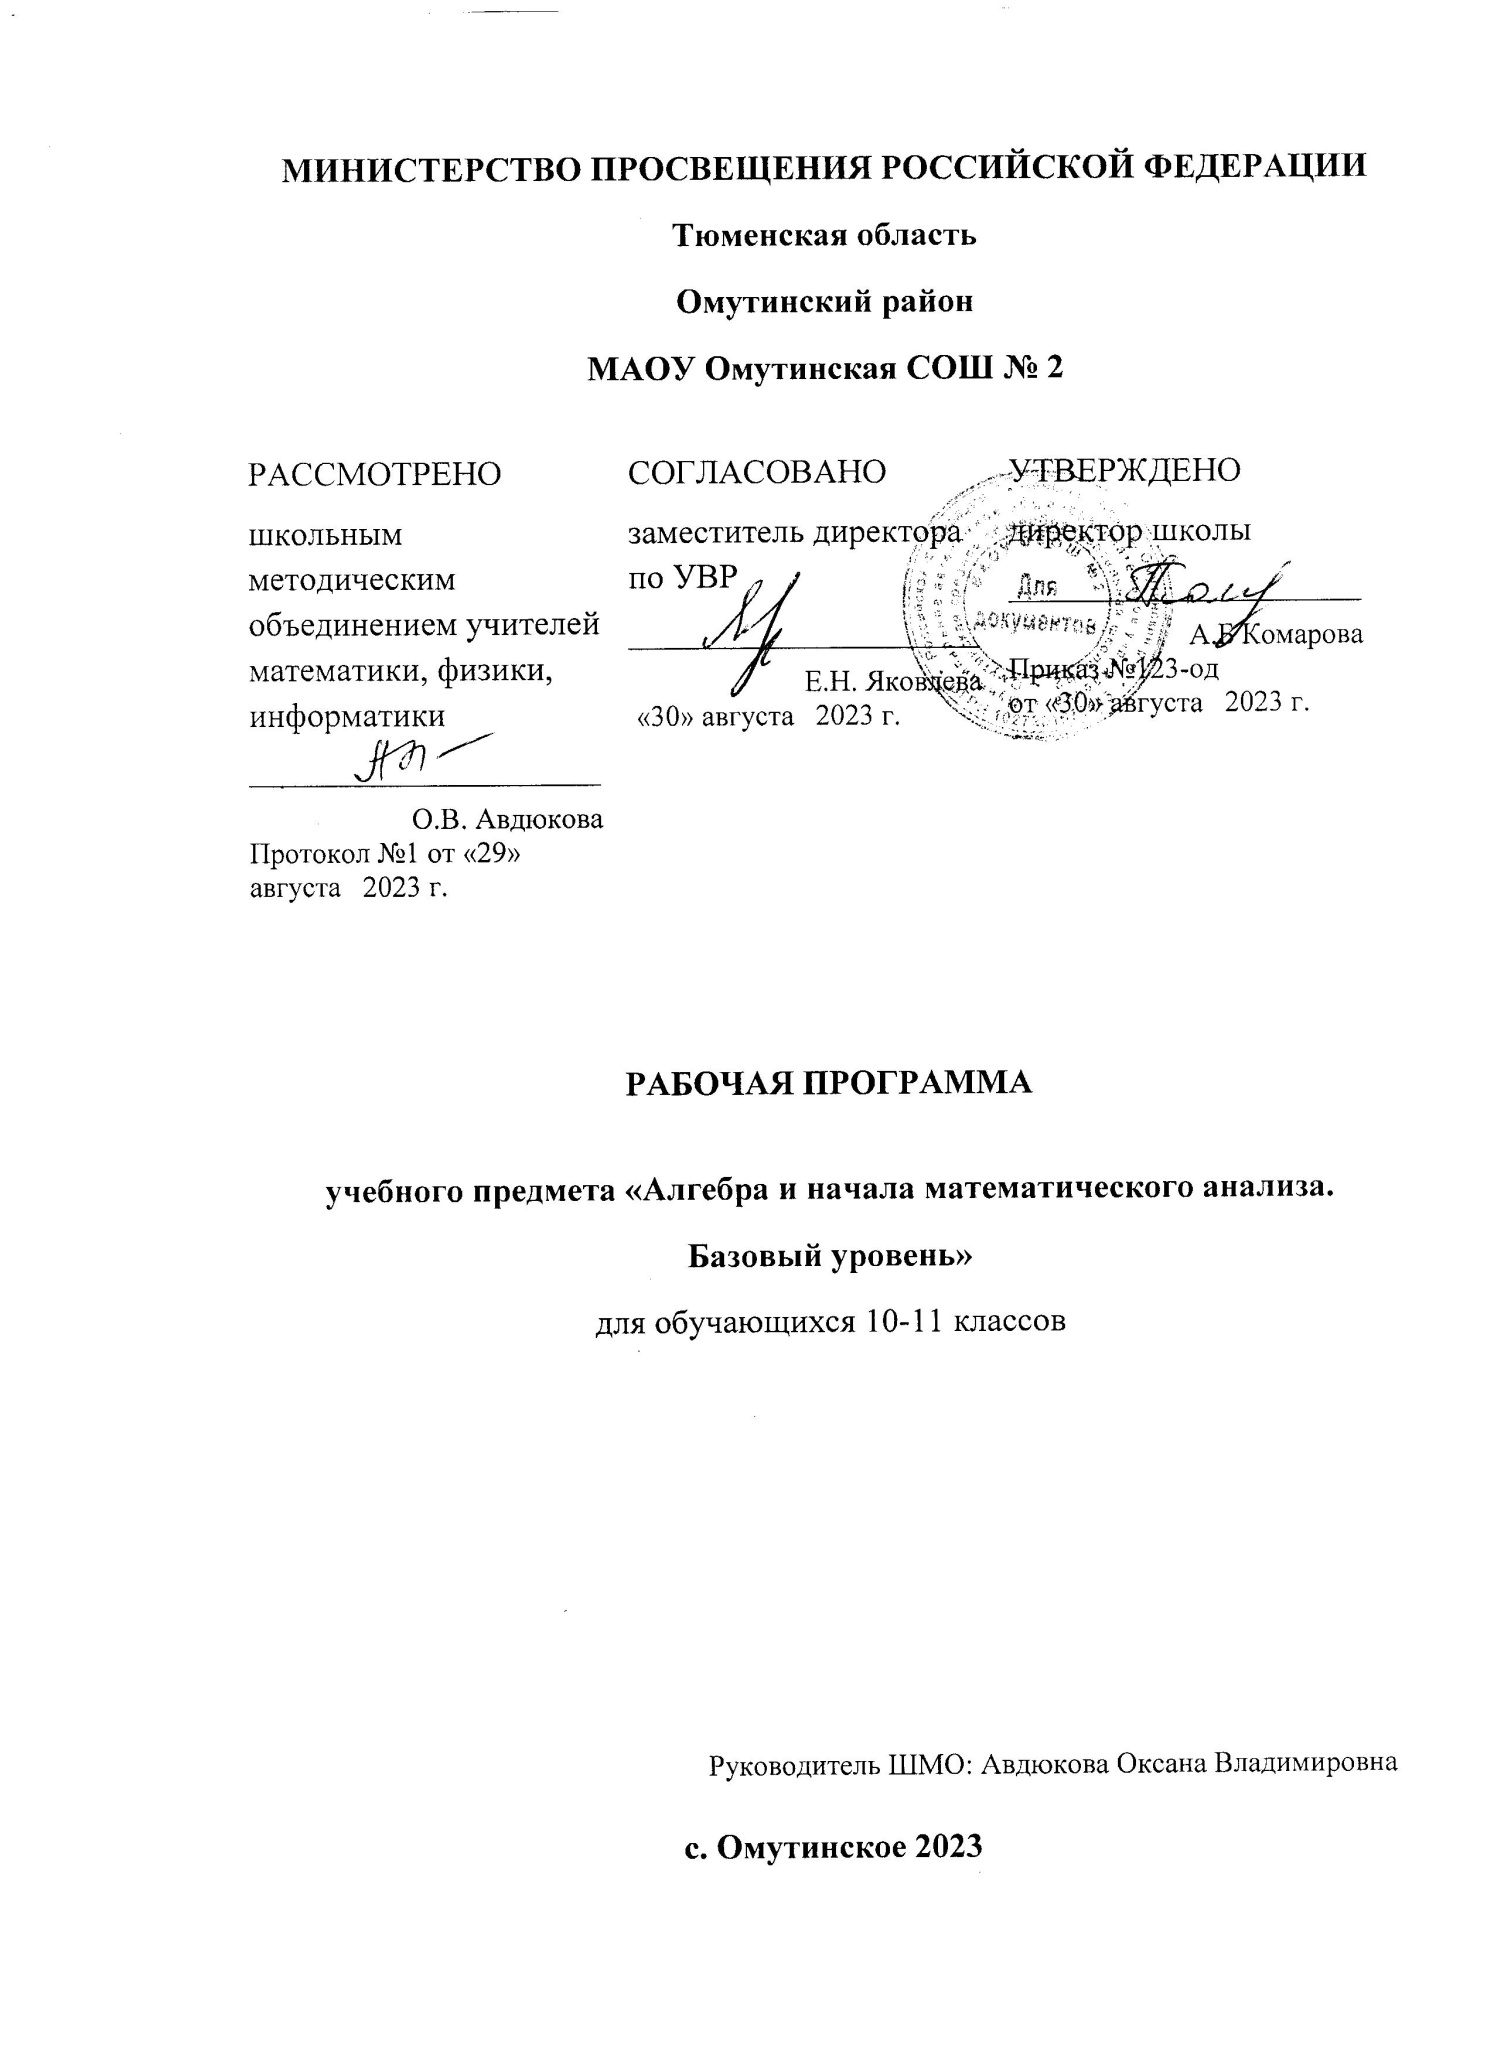 МИНИСТЕРСТВО ПРОСВЕЩЕНИЯ РОССИЙСКОЙ ФЕДЕРАЦИИ
Тюменская область
Омутинский район
МАОУ Омутинская СОШ № 2
РАССМОТРЕНО
школьным
методическим
объединением учителей
математики, физики,
информатики
О.В. Авдюкова
Протокол №1 от «29»
августа 2023 г.
СОГЛАСОВАНО
заместитель директора
по УВР
Е.Н. Яковлева
«30» августа 2023 г.
УТВЕРЖДЕНО
директор школы
А.Б Комарова
Приказ №123-од
от «30» августа 2023 г.
Для
документов
РАБОЧАЯ ПРОГРАММА
учебного предмета «Алгебра и начала математического анализа.
Базовый уровень»
для обучающихся 10-11 классов
Руководитель ШМО: Авдюкова Оксана Владимировна
с. Омутинское 2023